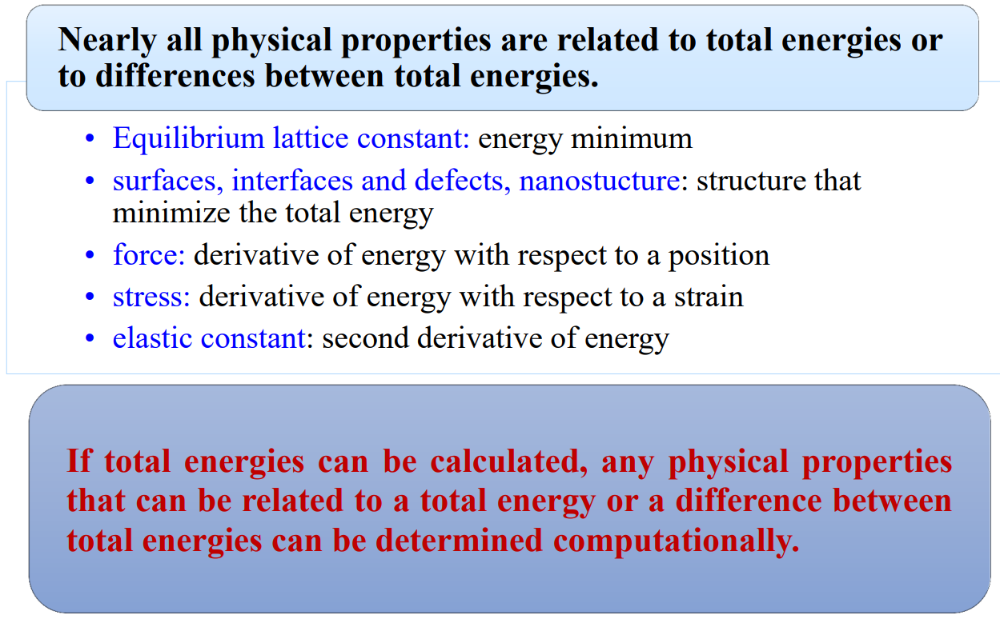 Nearly all physical properties are related to total energies or
to differences between total energies.
• Equilibrium lattice constant: energy minimum
• surfaces, interfaces and defects, nanostucture: structure that
minimize the total energy
• force: derivative of energy with respect to a position
• stress: derivative of energy with respect to a strain
• elastic constant: second derivative of energy
If total energies can be calculated, any physical properties
that can be related to a total energy or a difference between
total energies can be determined computationally.